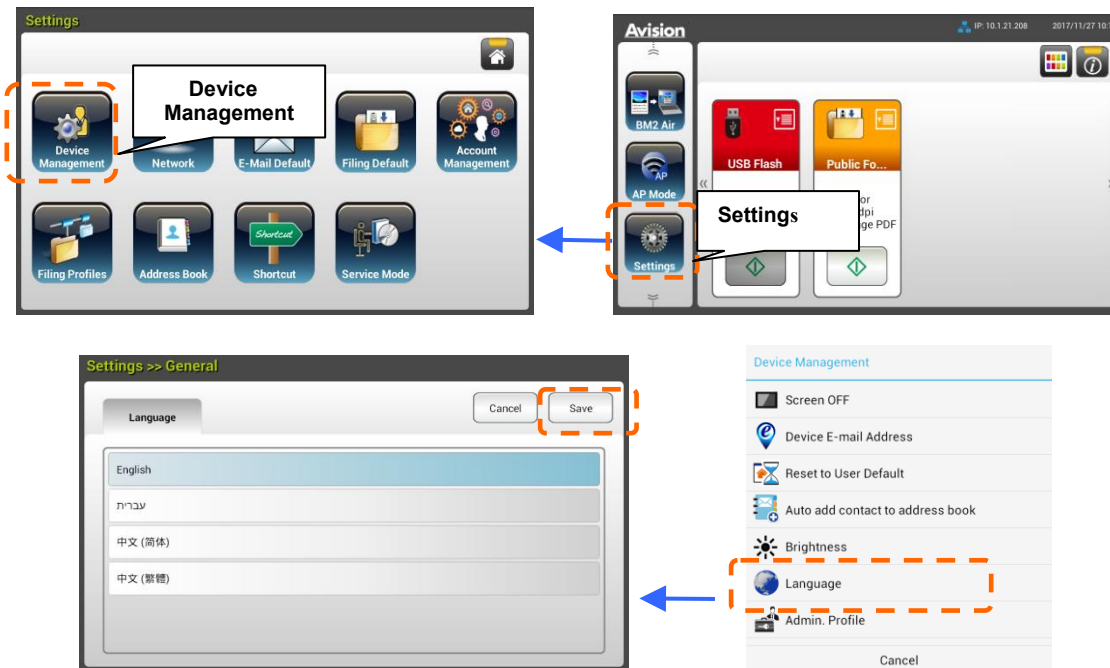 Settings
Device
Management
Device
Management
Network
E-Mail Default
Filing Default
Account
Management
Filing Profiles
Address Book
Shortcut
Shortcut
Service Mode
Avision
IP: 10.1.21.208
2017/11/27 10:
BM2 Air
AP Mode
AP
Settings
USB Flash
Public Fo...
or
dpi
ge PDF
Settings
Settings >> General
Language
Cancel
Save
English
עברית
中文 (简体)
中文 (繁體)
Device Management
Screen OFF
Device E-mail Address
Reset to User Default
Auto add contact to address book
Brightness
Language
Admin. Profile
Cancel